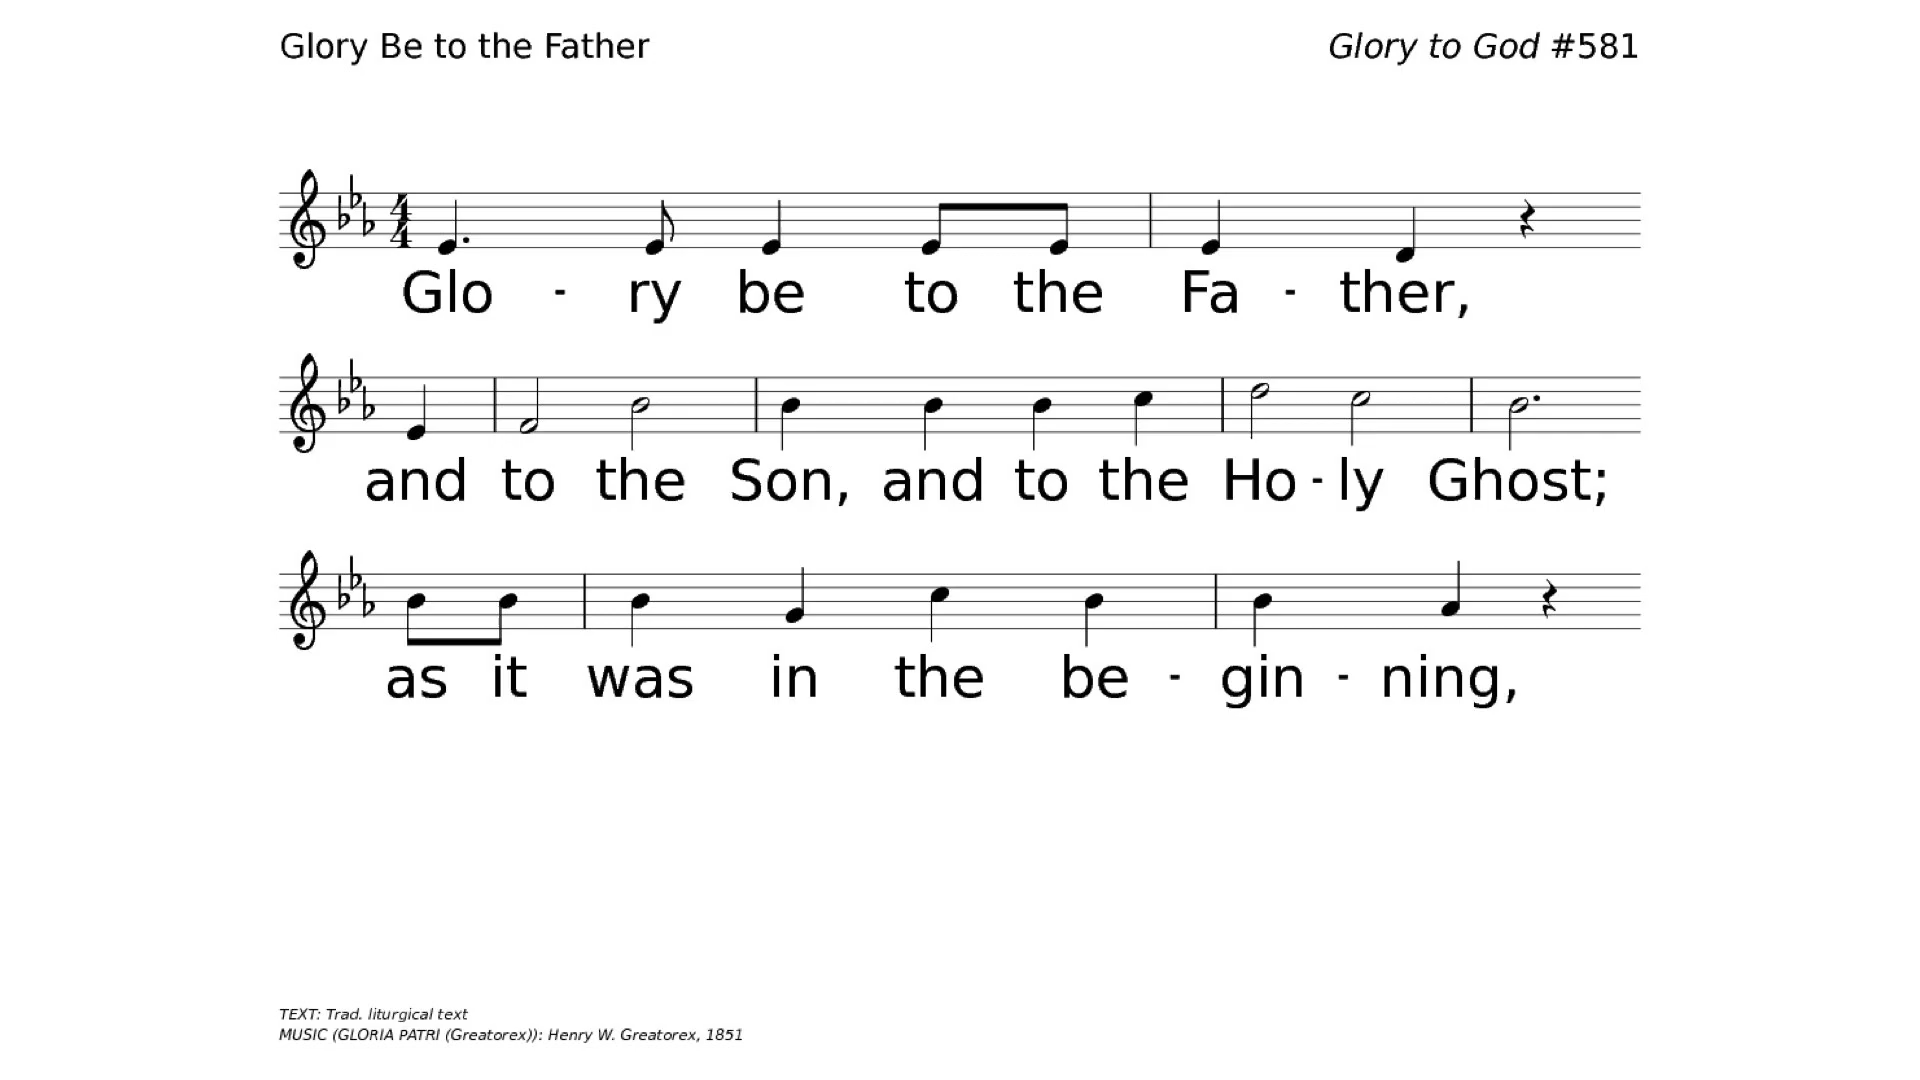 Glory Be to the Father Glory to God #581
4
4
Glo - ry be to the Fa - ther,
and to the Son, and to the Ho - ly Ghost;
as it was in the be - gin - ning,
TEXT: Trad. liturgical text
MUSIC (GLORIA PATRI (Greatorex)): Henry W. Greatorex, 1851